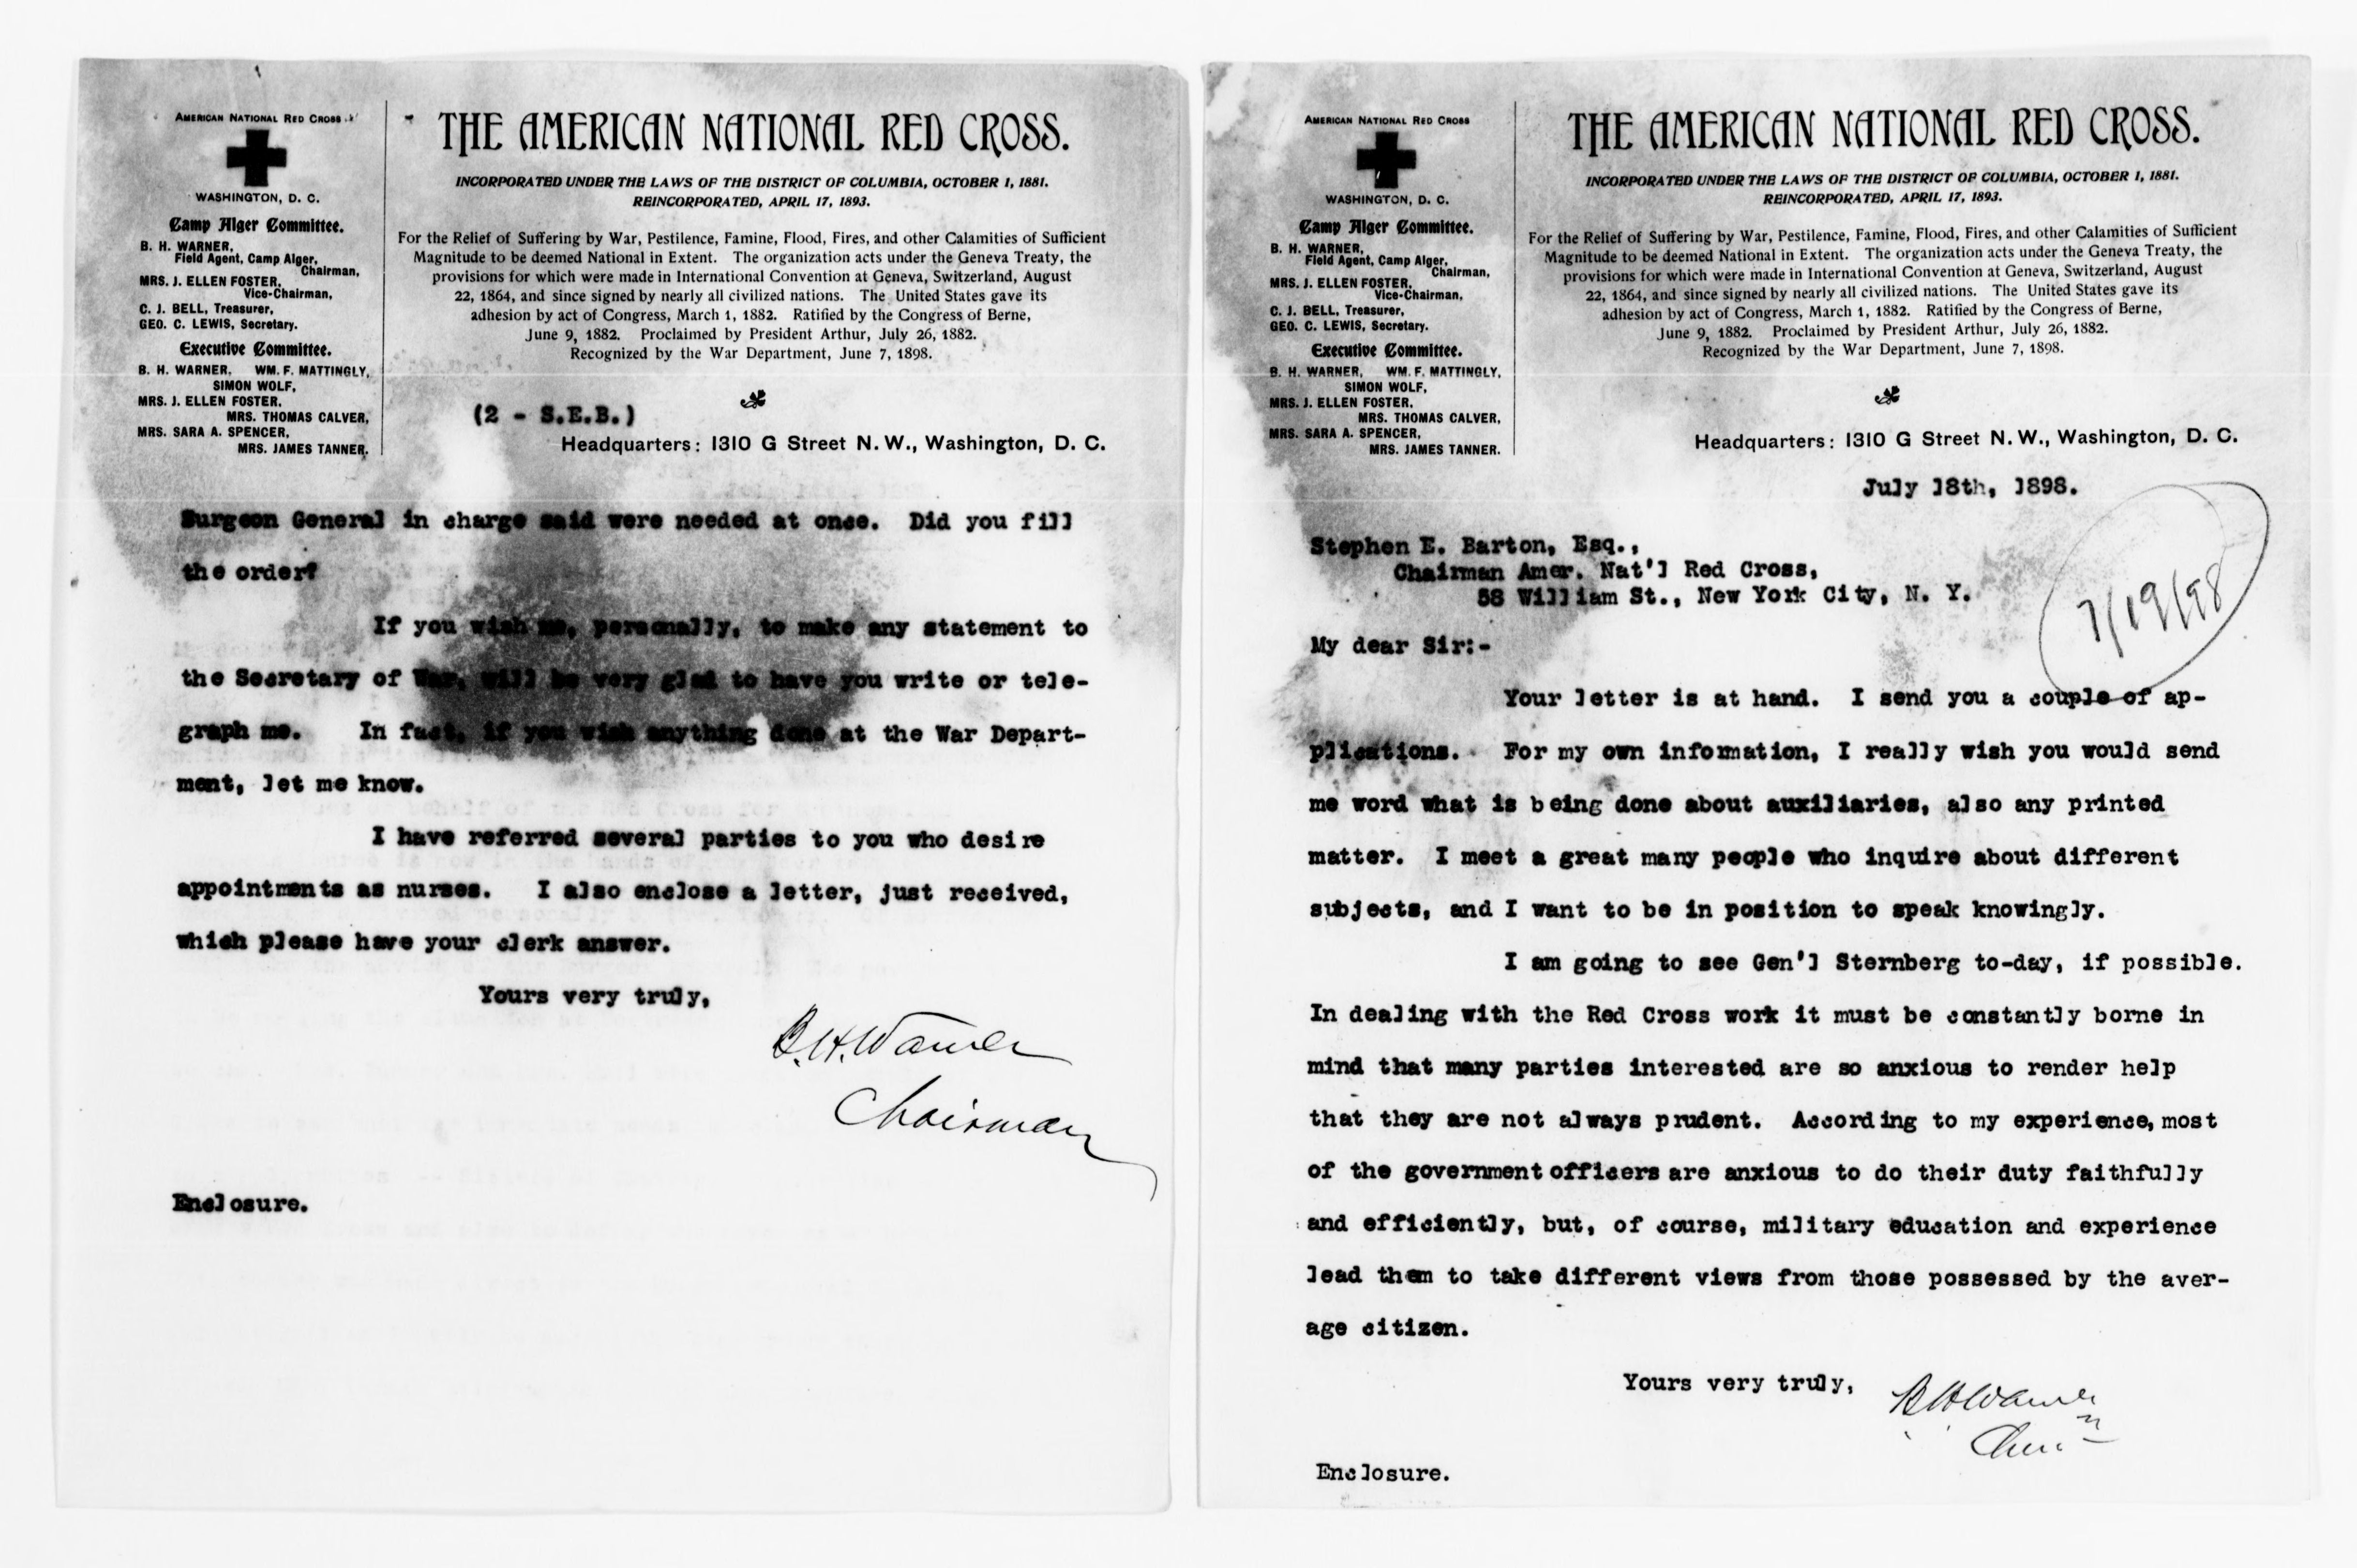 AMERICAN NATIONAL RED CROSS
WASHINGTON, D. C.
Camp Alger Committee.
B. H. WARNER,
Field Agent, Camp Alger,
Chairman,
MRS. J. ELLEN FOSTER,
Vice-Chairman,
C. J. BELL, Treasurer,
GEO. C. LEWIS, Secretary.
Executive Committee.
B. H. WARNER, WM. F. MATTINGLY,
SIMON WOLF,
MRS. J. ELLEN FOSTER,
MRS. THOMAS CALVER,
MRS. SARA A. SPENCER,
MRS. JAMES TANNER.
THE AMERICAN NATIONAL RED CROSS.
INCORPORATED UNDER THE LAWS OF THE DISTRICT OF COLUMBIA, OCTOBER 1, 1881.
REINCORPORATED, APRIL 17, 1893.
For the Relief of Suffering by War, Pestilence, Famine, Flood, Fires, and other Calamities of Sufficient
Magnitude to be deemed National in Extent. The organization acts under the Geneva Treaty, the
provisions for which were made in International Convention at Geneva, Switzerland, August
22, 1864, and since signed by nearly all civilized nations. The United States gave its
adhesion by act of Congress, March 1, 1882. Ratified by the Congress of Berne,
June 9, 1882. Proclaimed by President Arthur, July 26, 1882.
Recognized by the War Department, June 7, 1898.
(2 - S.E.B.)
Headquarters: 1310 G Street N. W., Washington, D. C.
Surgeon General in charge said were needed at once. Did you fill
the order?
If you wish me, personally, to make any statement to
the Secretary of War, will be very glad to have you write or tele-
graph me. In fact, if you wish anything done at the War Depart-
ment, let me know.
I have referred several parties to you who desire
appointments as nurses. I also enclose a letter, just received,
which please have your clerk answer.
Yours very truly,
B. H. Warner
Chairman
Enclosure.
AMERICAN NATIONAL RED CROSS
WASHINGTON, D. C.
Camp Alger Committee.
B. H. WARNER,
Field Agent, Camp Alger,
Chairman,
MRS. J. ELLEN FOSTER,
Vice-Chairman,
C. J. BELL, Treasurer,
GEO. C. LEWIS, Secretary.
Executive Committee.
B. H. WARNER, WM. F. MATTINGLY,
SIMON WOLF,
MRS. J. ELLEN FOSTER,
MRS. THOMAS CALVER,
MRS. SARA A. SPENCER,
MRS. JAMES TANNER.
THE AMERICAN NATIONAL RED CROSS.
INCORPORATED UNDER THE LAWS OF THE DISTRICT OF COLUMBIA, OCTOBER 1, 1881.
REINCORPORATED, APRIL 17, 1893.
For the Relief of Suffering by War, Pestilence, Famine, Flood, Fires, and other Calamities of Sufficient
Magnitude to be deemed National in Extent. The organization acts under the Geneva Treaty, the
provisions for which were made in International Convention at Geneva, Switzerland, August
22, 1864, and since signed by nearly all civilized nations. The United States gave its
adhesion by act of Congress, March 1, 1882. Ratified by the Congress of Berne,
June 9, 1882. Proclaimed by President Arthur, July 26, 1882.
Recognized by the War Department, June 7, 1898.
Headquarters: 1310 G Street N. W., Washington, D. C.
July 18th, 1898.
7/19/98
Stephen E. Barton, Esq.,
Chairman Amer. Nat'l Red Cross,
58 William St., New York City, N. Y.
My dear Sir:-
Your letter is at hand. I send you a couple of ap-
plications. For my own information, I really wish you would send
me word what is being done about auxiliaries, also any printed
matter. I meet a great many people who inquire about different
subjects, and I want to be in position to speak knowingly.
I am going to see Gen'l Sternberg to-day, if possible.
In dealing with the Red Cross work it must be constantly borne in
mind that many parties interested are so anxious to render help
that they are not always prudent. According to my experience, most
of the government officers are anxious to do their duty faithfully
and efficiently, but, of course, military education and experience
lead them to take different views from those possessed by the aver-
age citizen.
Yours very truly,
B H Warner
Enclosure.